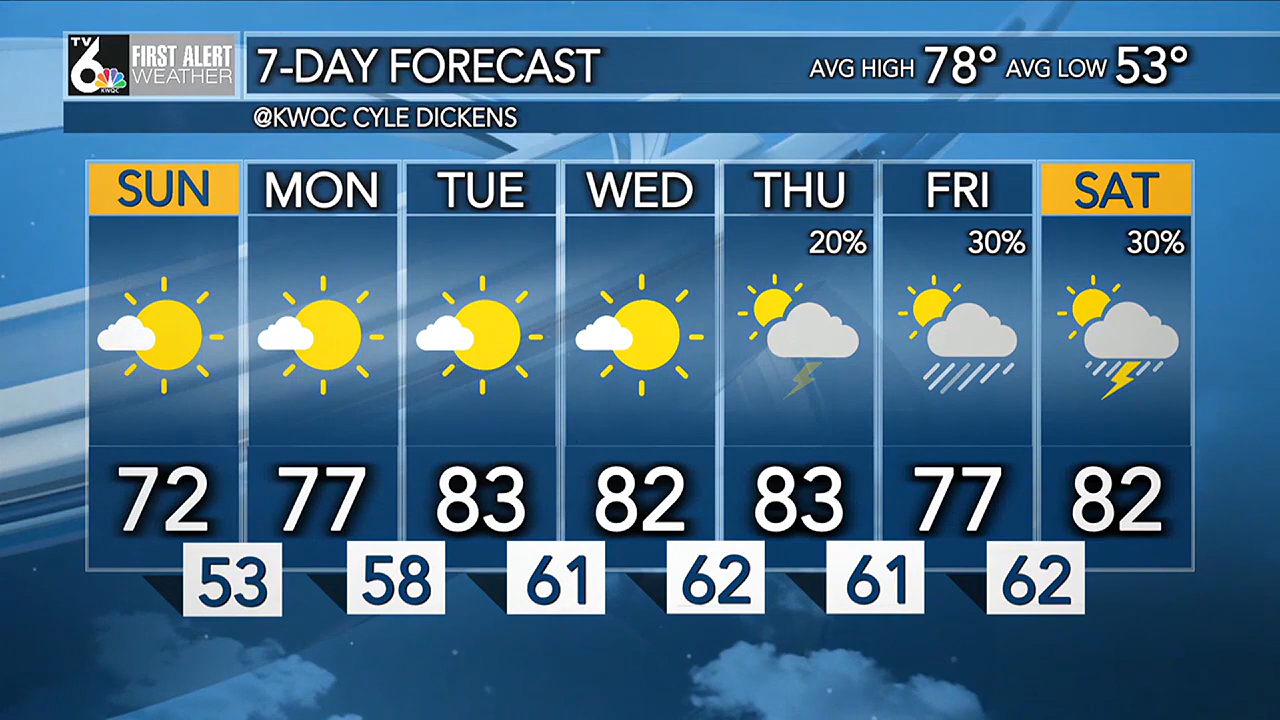 TV
6
KWQC
FIRST ALERT
WEATHER
7-DAY FORECAST
AVG HIGH 78° AVG LOW 53°
@KWQC CYLE DICKENS
SUN MON TUE WED THU FRI SAT
20% 30% 30%
72 77 83 82 83 77 82
53 58 61 62 61 62